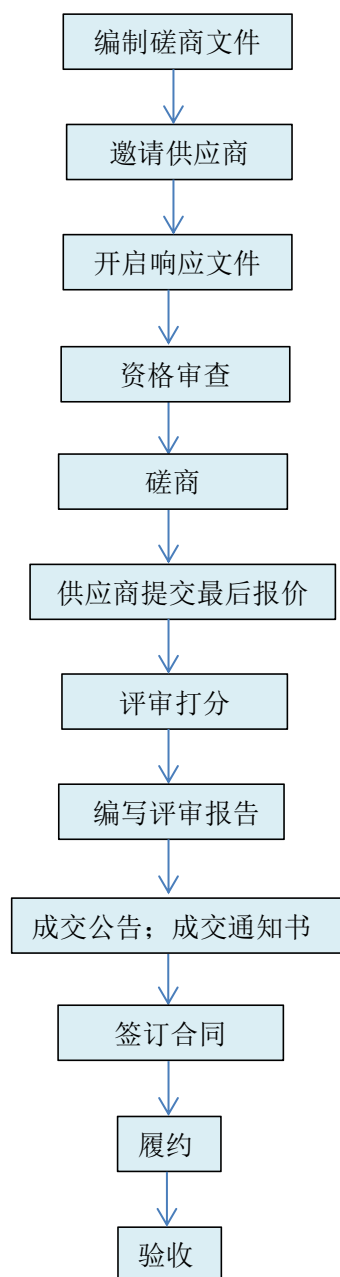 编制磋商文件
邀请供应商
开启响应文件
资格审查
磋商
供应商提交最后报价
评审打分
编写评审报告
成交公告；成交通知书
签订合同
履约
验收